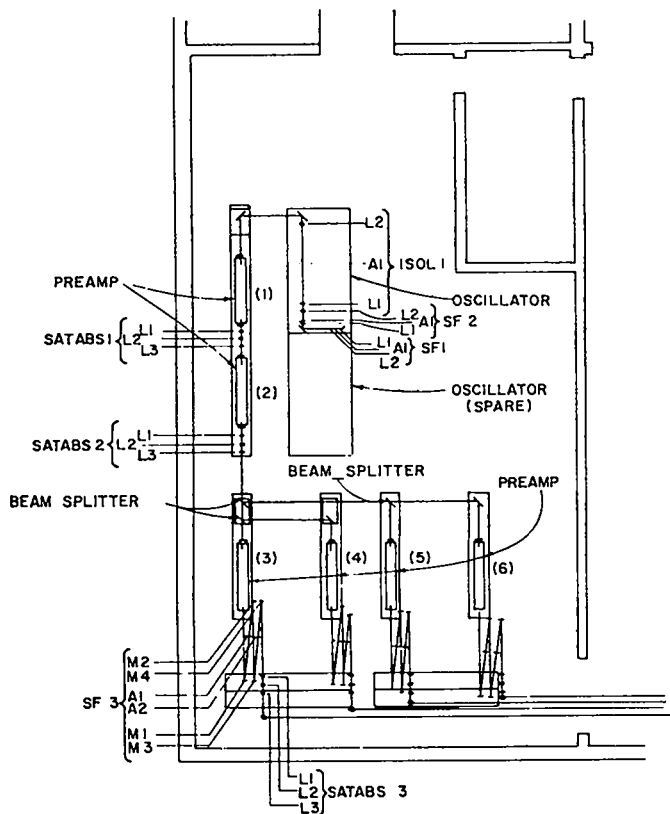 L2
A1 ISOL 1
PREAMP
(1)
L1
OSCILLATOR
L2
A1 SF 2
L1
SATABS 1 L2
L1
L3
L1 A1 SF1
L2
(2)
OSCILLATOR
(SPARE)
SATABS 2 L2
L1
L3
BEAM SPLITTER
PREAMP
BEAM SPLITTER
(3)
(4)
(5)
(6)
M2
M4
SF 3
A1
A2
M1
M3
L1
L2 SATABS 3
L3